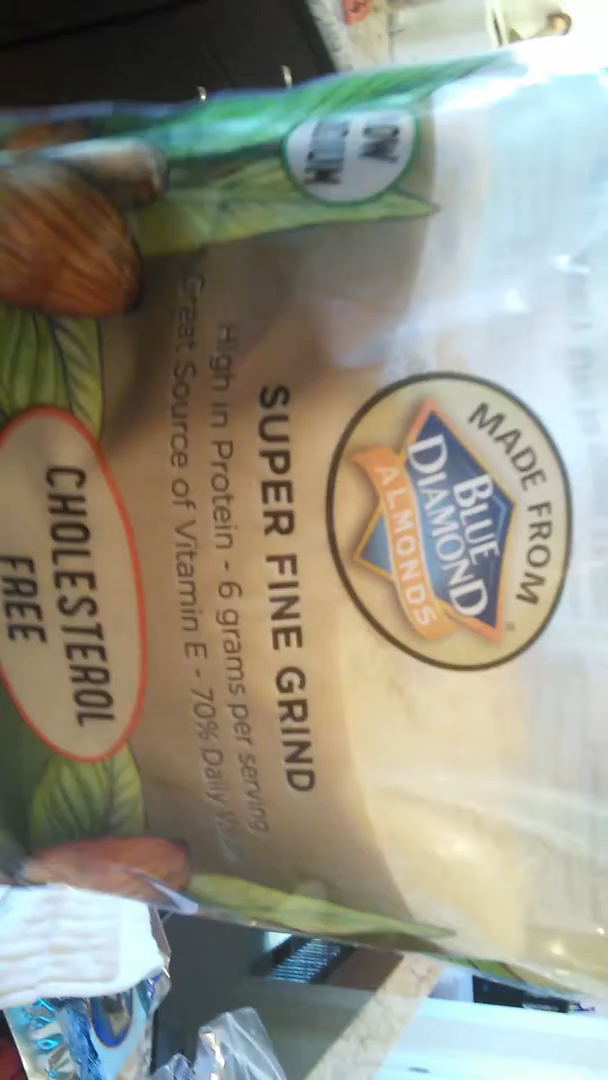 MADE FROM
BLUE
DIAMOND
ALMONDS
SUPER FINE GRIND
High in Protein - 6 grams per serving
Great Source of Vitamin E - 70% Daily
LOW
CHOLESTEROL
FREE